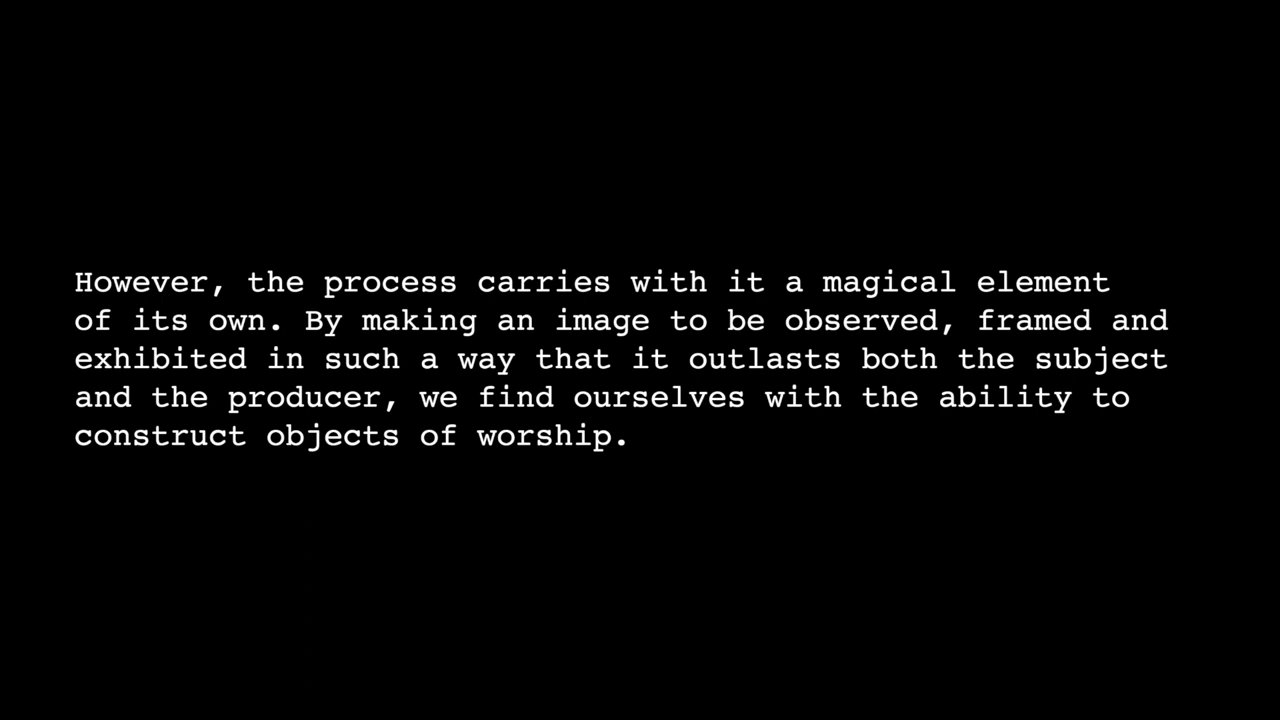 However, the process carries with it a magical element
of its own. By making an image to be observed, framed and
exhibited in such a way that it outlasts both the subject
and the producer, we find ourselves with the ability to
construct objects of worship.